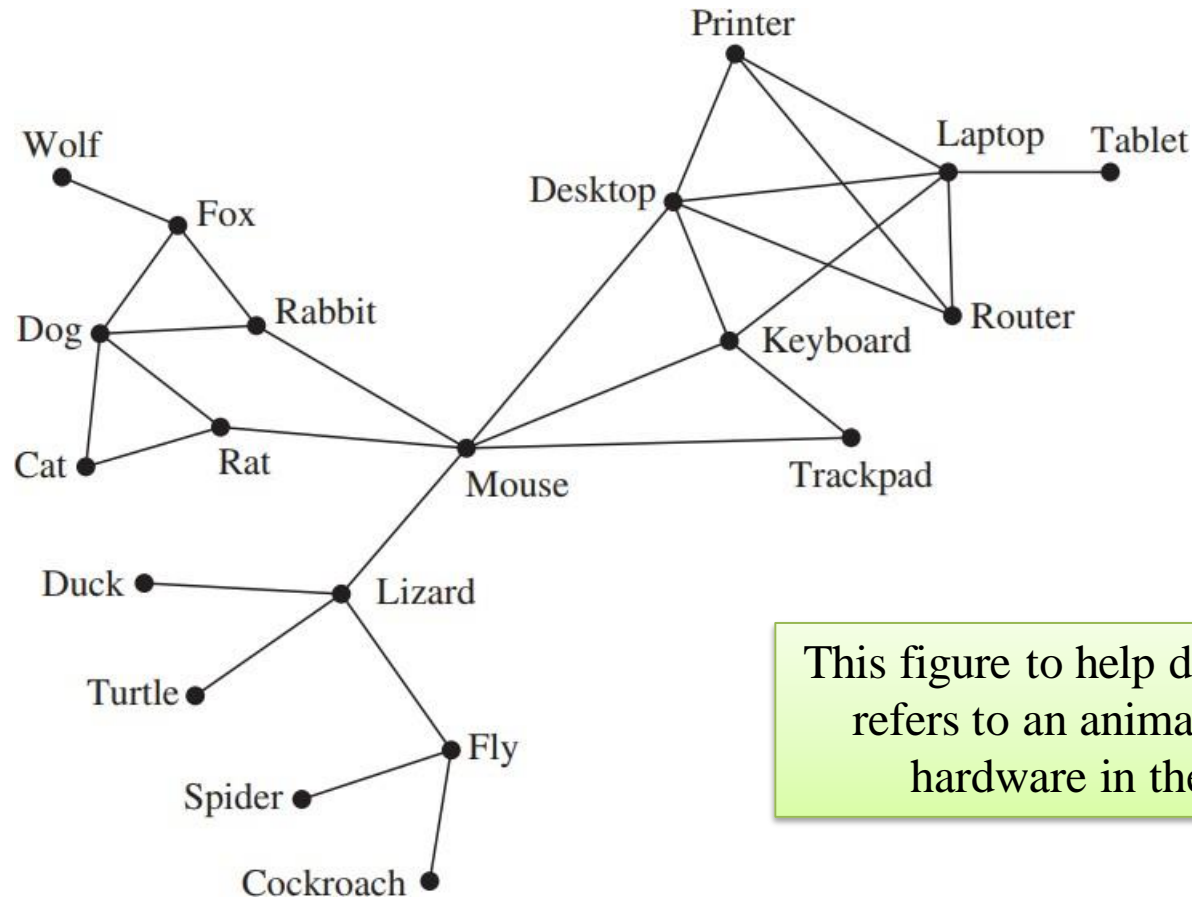 Printer
Wolf
Laptop
Tablet
Desktop
Fox
Dog
Rabbit
Router
Keyboard
Cat
Rat
Mouse
Trackpad
Duck
Lizard
Turtle
Fly
Spider
Cockroach
This figure to help d
refers to an anima
hardware in the